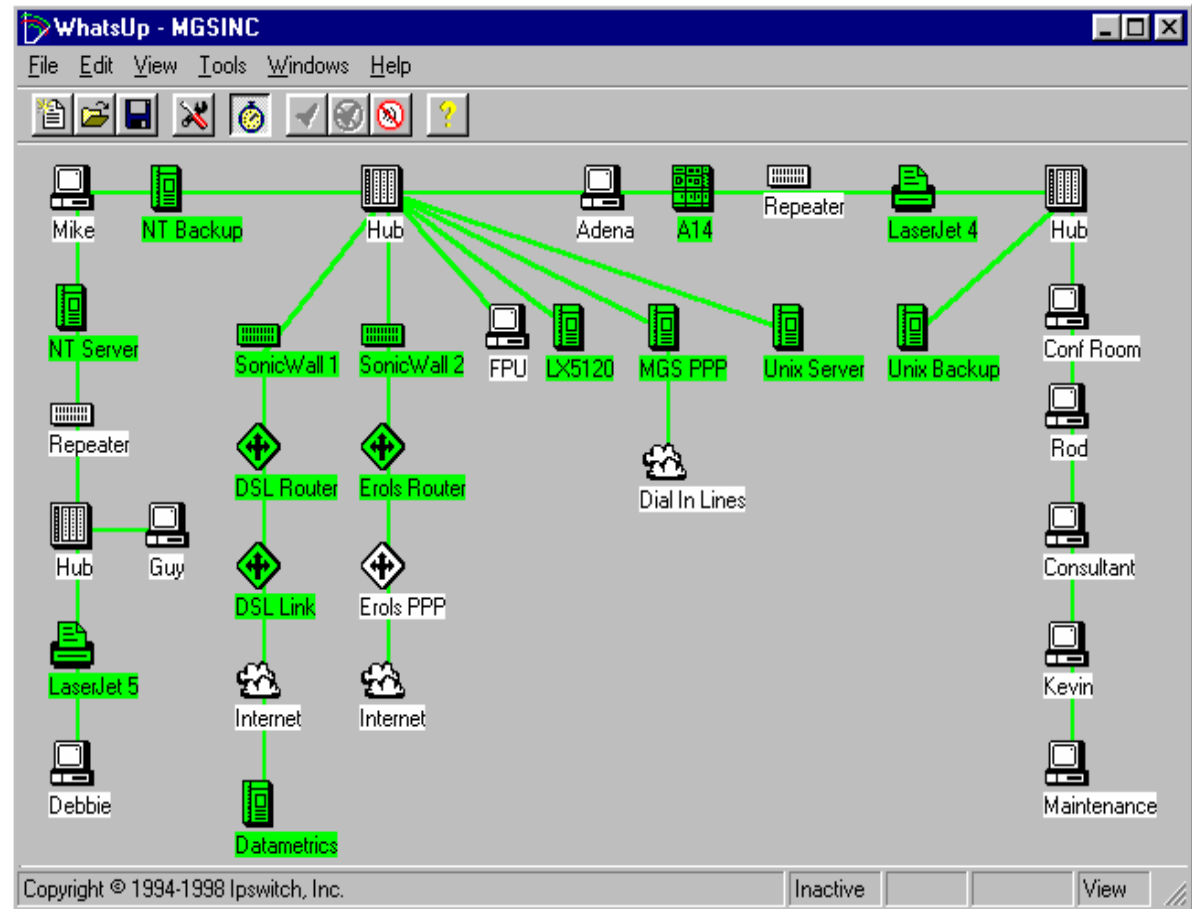 WhatsUp - MGSINC
File Edit View Tools Windows Help
Mike NT Backup Hub Adena A14 Repeater LaserJet 4 Hub
NT Server SonicWall 1 SonicWall 2 FPU LX5120 MGS PPP Unix Server Unix Backup Conf Room
Repeater DSL Router Erols Router Dial In Lines Rod
Hub Guy DSL Link Erols PPP Consultant
LaserJet 5 Internet Internet Kevin
Debbie Datametrics Maintenance
Copyright © 1994-1998 Ipswitch, Inc. Inactive View